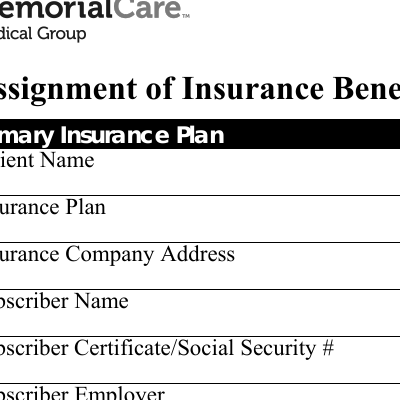 emorialCare™
dical Group
ssignment of Insurance Bene
mary Insurance Plan
ient Name
urance Plan
urance Company Address
bscriber Name
bscriber Certificate/Social Security #
bscriber Employer